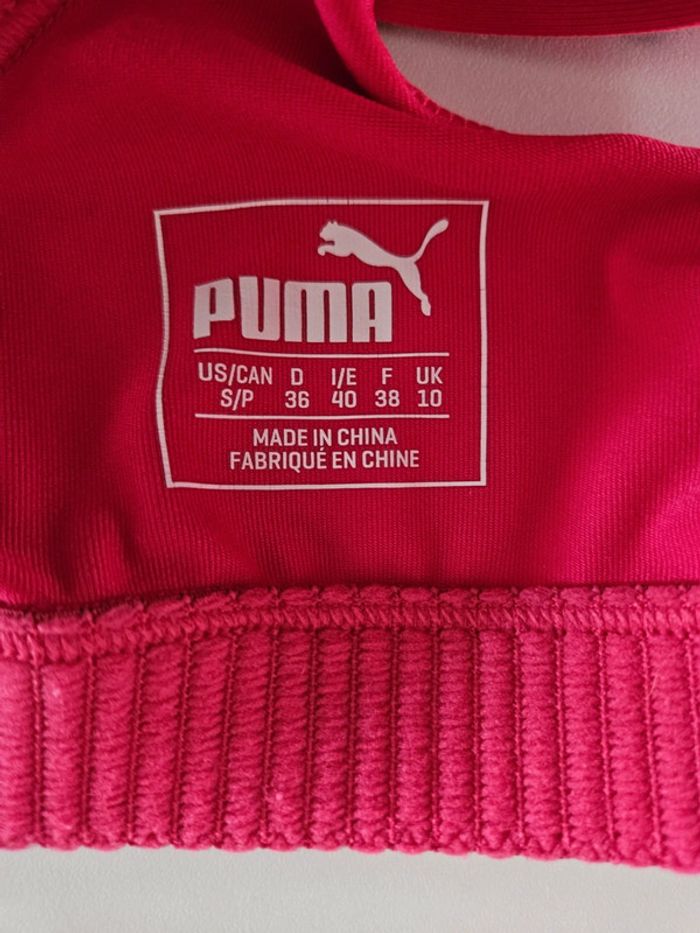 PUMA
US/CAN D I/E F UK
S/P 36 40 38 10
MADE IN CHINA
FABRIQUÉ EN CHINE